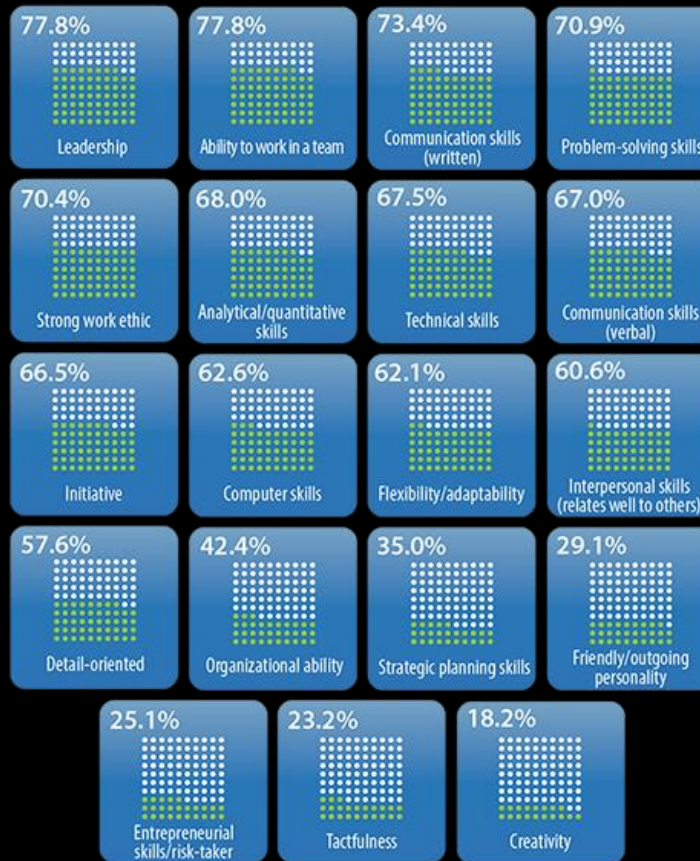 77.8%
Leadership
77.8%
Ability to work in a team
73.4%
Communication skills
(written)
70.9%
Problem-solving skills
70.4%
Strong work ethic
68.0%
Analytical/quantitative
skills
67.5%
Technical skills
67.0%
Communication skills
(verbal)
66.5%
Initiative
62.6%
Computer skills
62.1%
Flexibility/adaptability
60.6%
Interpersonal skills
(relates well to others)
57.6%
Detail-oriented
42.4%
Organizational ability
35.0%
Strategic planning skills
29.1%
Friendly/outgoing
personality
25.1%
Entrepreneurial
skills/risk-taker
23.2%
Tactfulness
18.2%
Creativity